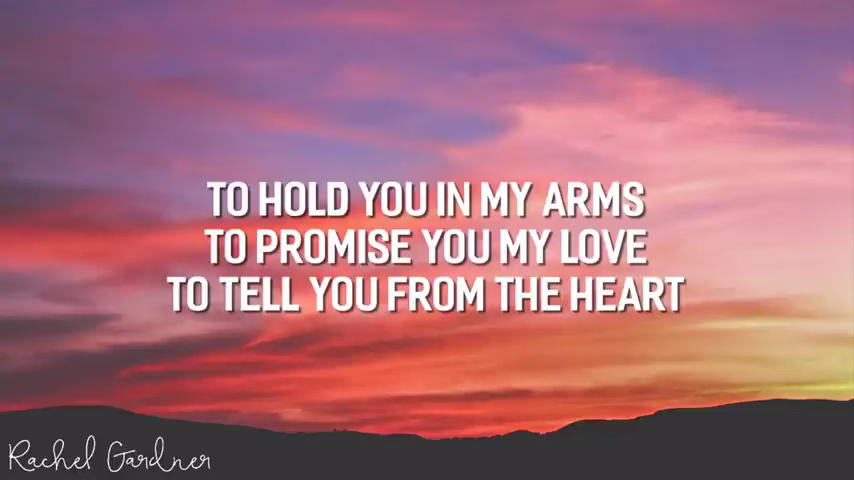 TO HOLD YOU IN MY ARMS
TO PROMISE YOU MY LOVE
TO TELL YOU FROM THE HEART
Rachel Gardner